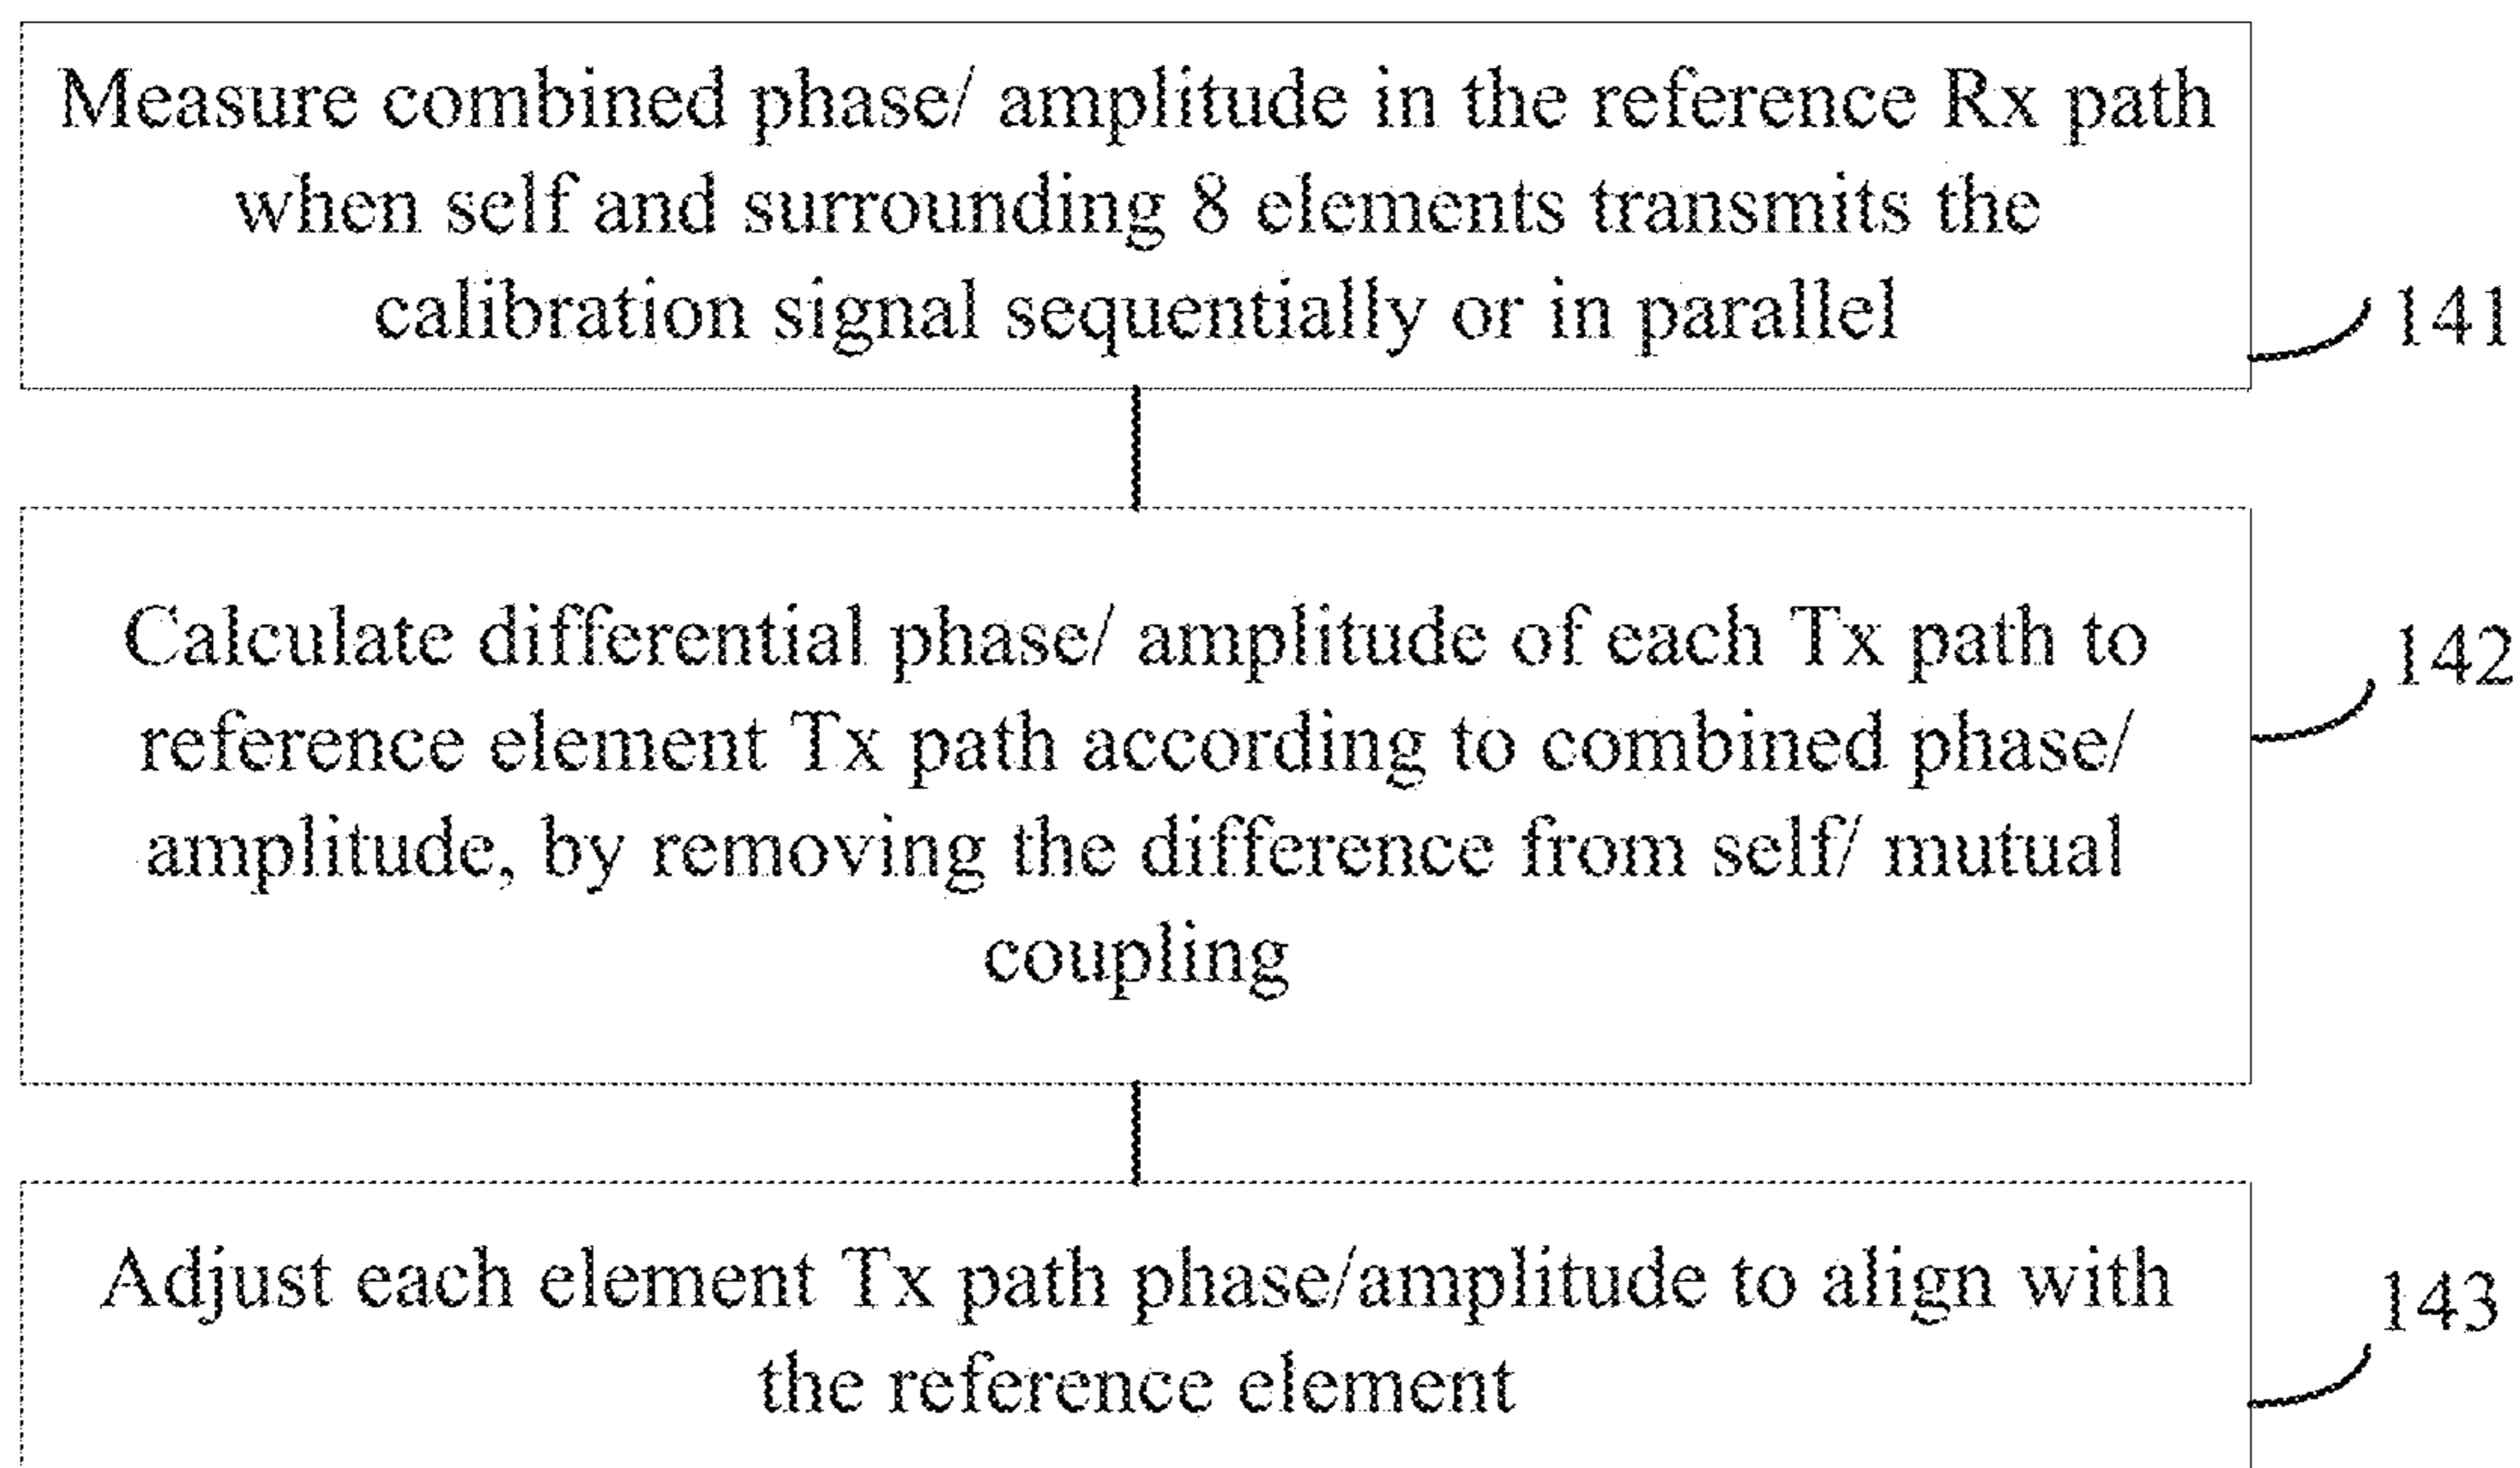 Measure combined phase/ amplitude in the reference Rx path
when self and surrounding 8 elements transmits the
calibration signal sequentially or in parallel
141
Calculate differential phase/ amplitude of each Tx path to
reference element Tx path according to combined phase/
amplitude, by removing the difference from self/ mutual
coupling
142
Adjust each element Tx path phase/amplitude to align with
the reference element
143